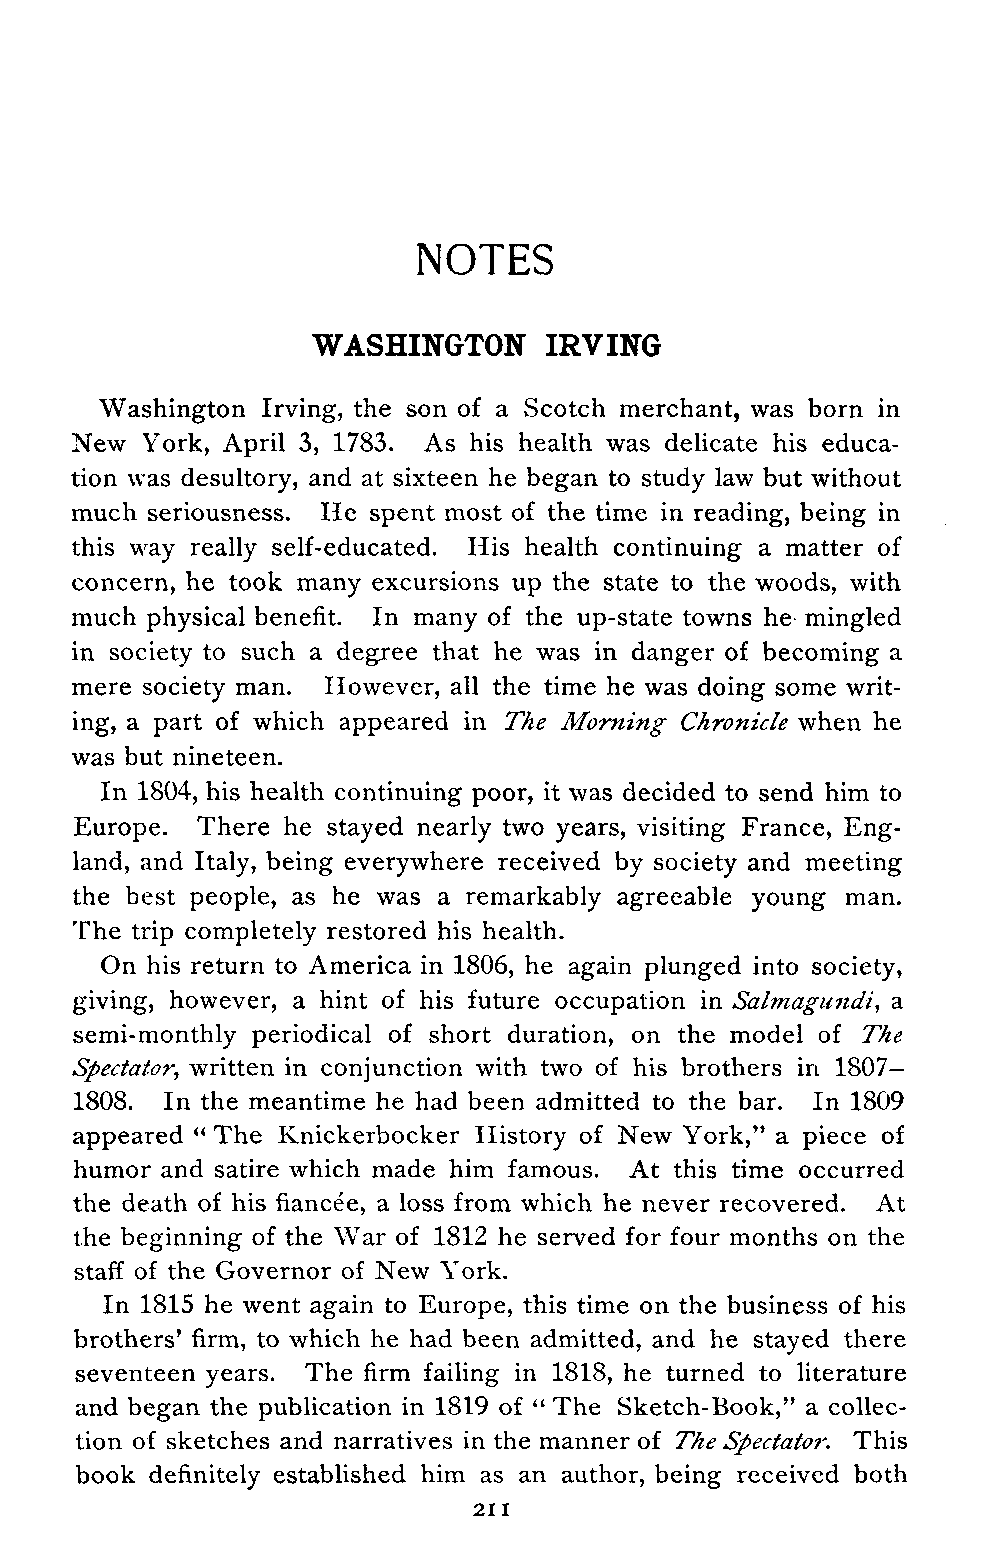 NOTES
WASHINGTON IRVING
Washington Irving, the son of a Scotch merchant, was born in
New York, April 3, 1783. As his health was delicate his educa-
tion was desultory, and at sixteen he began to study law but without
much seriousness. He spent most of the time in reading, being in
this way really self-educated. His health continuing a matter of
concern, he took many excursions up the state to the woods, with
much physical benefit. In many of the up-state towns he mingled
in society to such a degree that he was in danger of becoming a
mere society man. However, all the time he was doing some writ-
ing, a part of which appeared in The Morning Chronicle when he
was but nineteen.
In 1804, his health continuing poor, it was decided to send him to
Europe. There he stayed nearly two years, visiting France, Eng-
land, and Italy, being everywhere received by society and meeting
the best people, as he was a remarkably agreeable young man.
The trip completely restored his health.
On his return to America in 1806, he again plunged into society,
giving, however, a hint of his future occupation in Salmagundi, a
semi-monthly periodical of short duration, on the model of The
Spectator, written in conjunction with two of his brothers in 1807–
1808. In the meantime he had been admitted to the bar. In 1809
appeared “The Knickerbocker History of New York,” a piece of
humor and satire which made him famous. At this time occurred
the death of his fiancée, a loss from which he never recovered. At
the beginning of the War of 1812 he served for four months on the
staff of the Governor of New York.
In 1815 he went again to Europe, this time on the business of his
brothers’ firm, to which he had been admitted, and he stayed there
seventeen years. The firm failing in 1818, he turned to literature
and began the publication in 1819 of “The Sketch-Book,” a collec-
tion of sketches and narratives in the manner of The Spectator. This
book definitely established him as an author, being received both
211